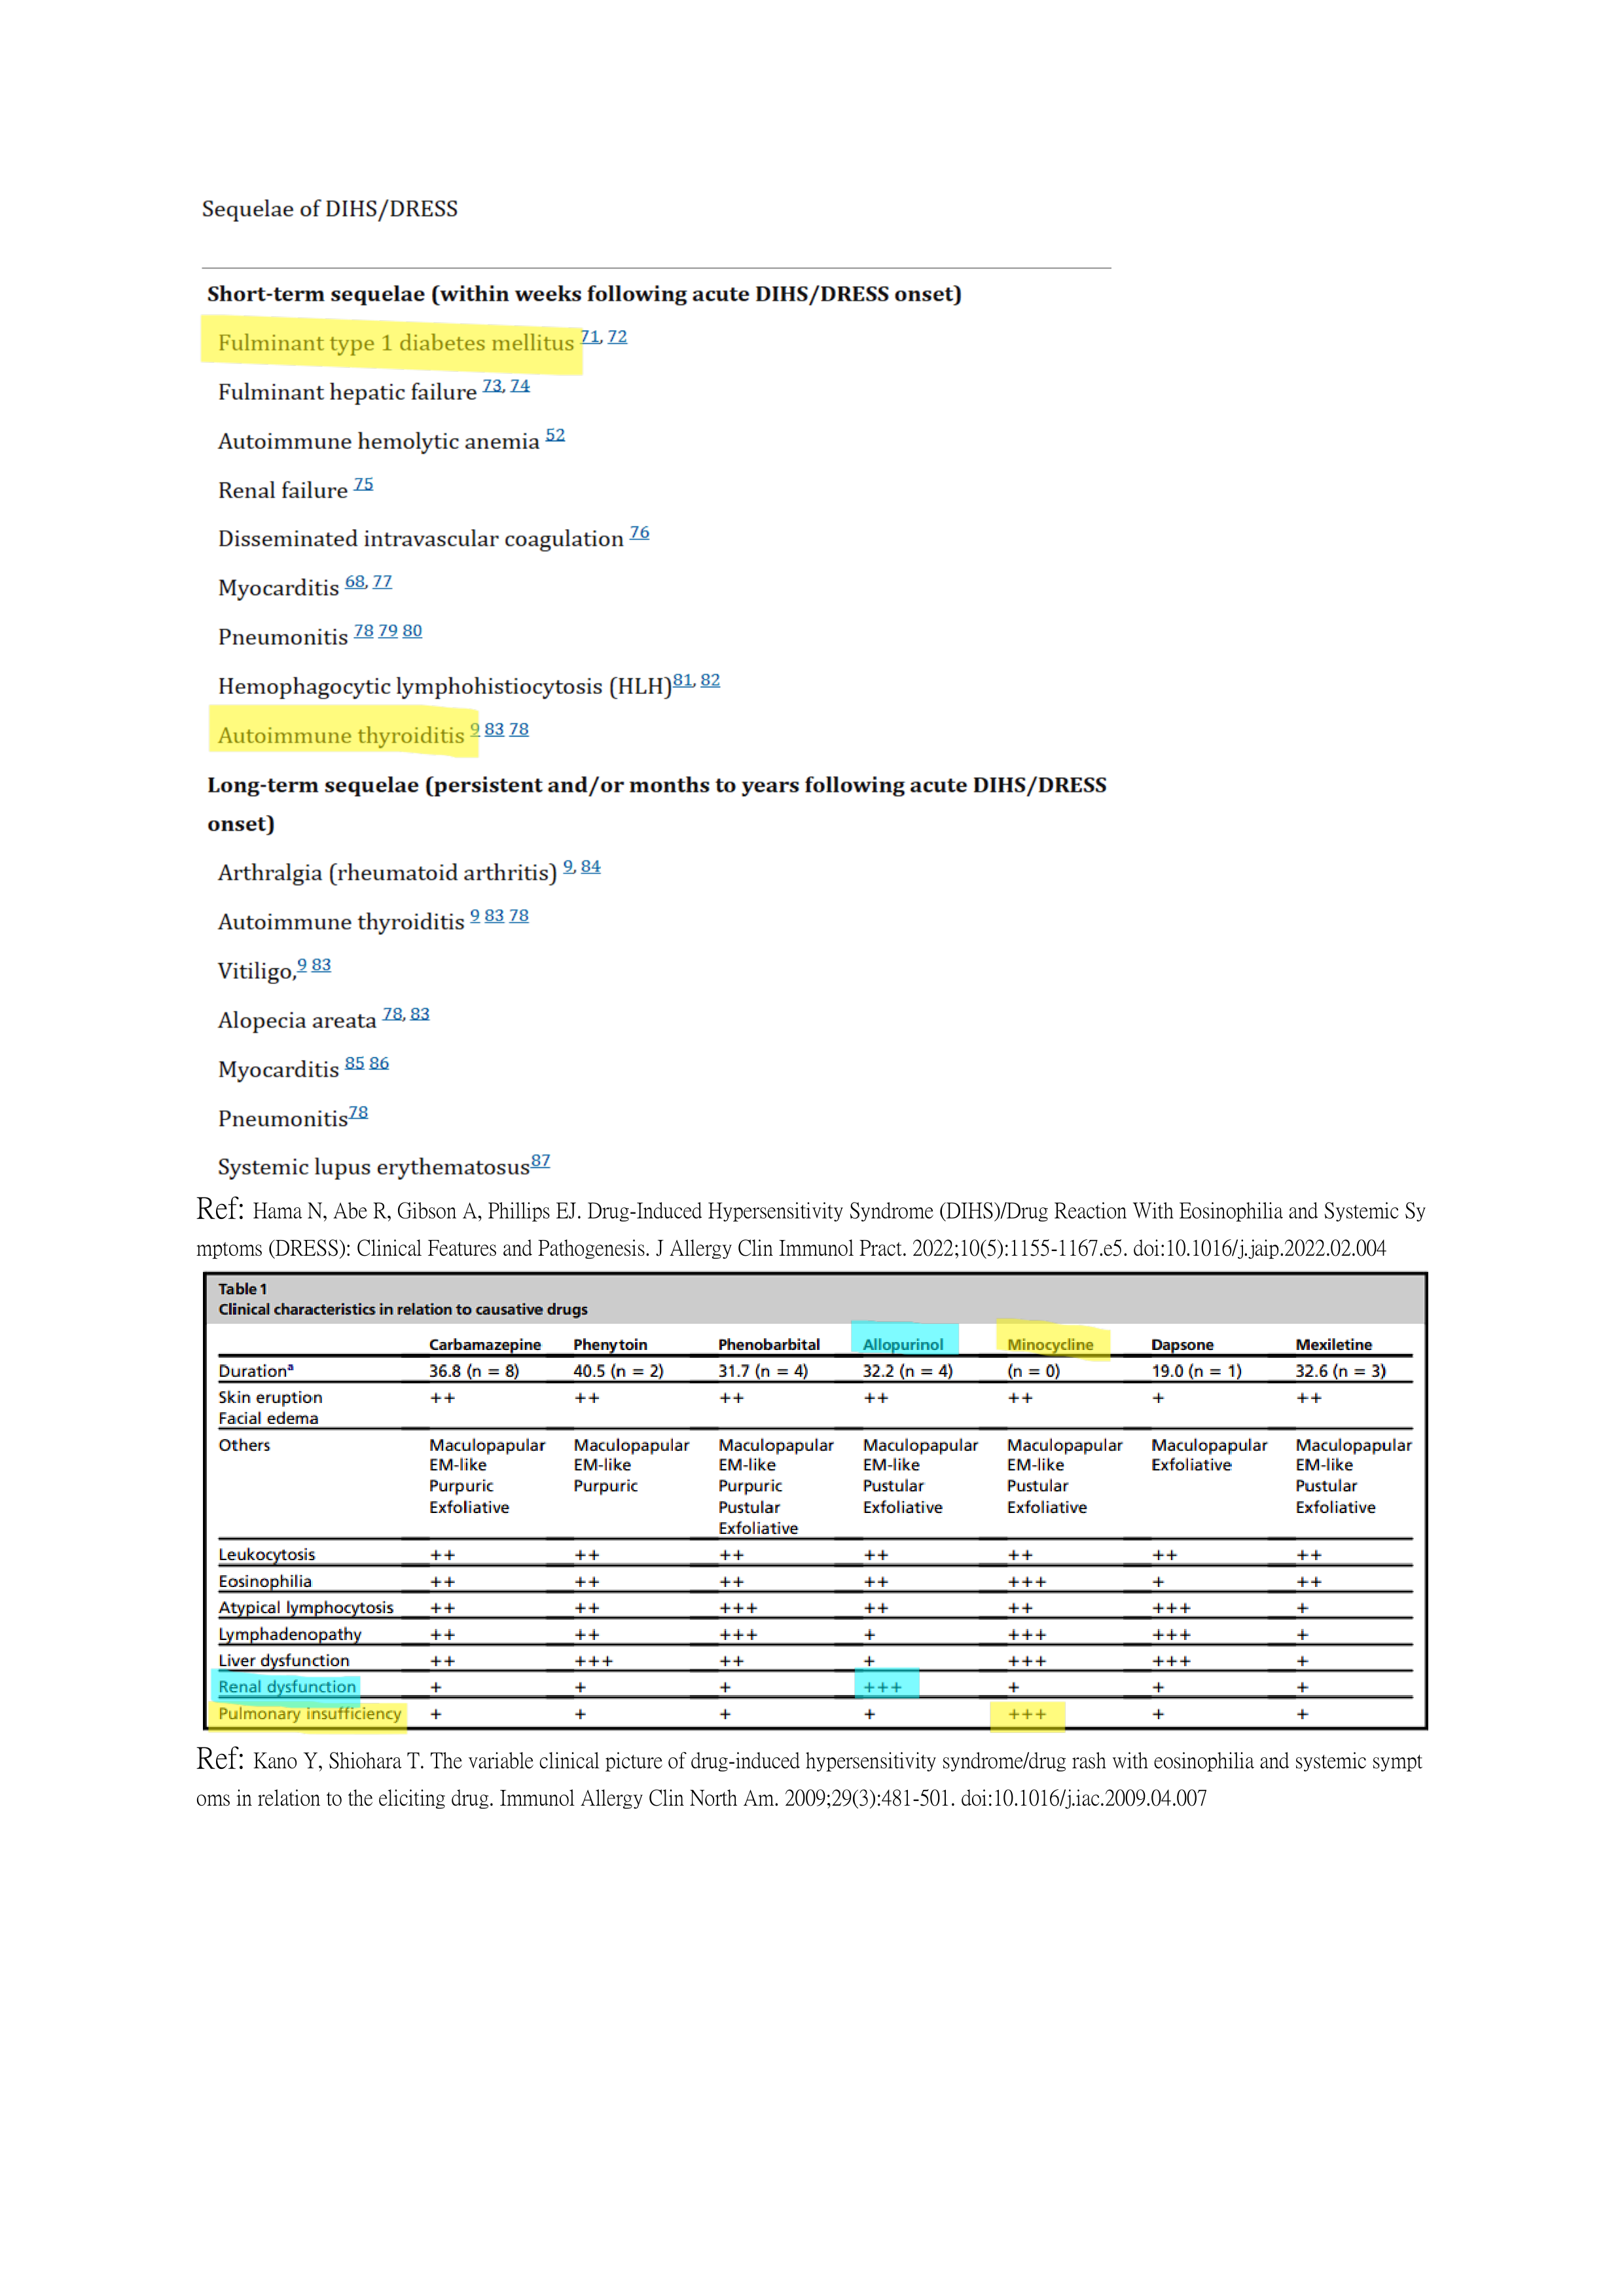 Sequelae of DIHS/DRESS
Short-term sequelae (within weeks following acute DIHS/DRESS onset)
Fulminant type 1 diabetes mellitus 71, 72
Fulminant hepatic failure 73, 74
Autoimmune hemolytic anemia 52
Renal failure 75
Disseminated intravascular coagulation 76
Myocarditis 68, 77
Pneumonitis 78 79 80
Hemophagocytic lymphohistiocytosis (HLH)81, 82
Autoimmune thyroiditis 9 83 78
Long-term sequelae (persistent and/or months to years following acute DIHS/DRESS
onset)
Arthralgia (rheumatoid arthritis) 9, 84
Autoimmune thyroiditis 9 83 78
Vitiligo,9 83
Alopecia areata 78, 83
Myocarditis 85 86
Pneumonitis78
Systemic lupus erythematosus87
Ref: Hama N, Abe R, Gibson A, Phillips EJ. Drug-Induced Hypersensitivity Syndrome (DIHS)/Drug Reaction With Eosinophilia and Systemic Sy
mptoms (DRESS): Clinical Features and Pathogenesis. J Allergy Clin Immunol Pract. 2022;10(5):1155-1167.e5. doi:10.1016/j.jaip.2022.02.004
Table 1
Clinical characteristics in relation to causative drugs
Carbamazepine Phenytoin Phenobarbital Allopurinol Minocycline Dapsone Mexiletine
Durationª 36.8 (n = 8) 40.5 (n = 2) 31.7 (n = 4) 32.2 (n = 4) (n = 0) 19.0 (n = 1) 32.6 (n = 3)
Skin eruption ++ ++ ++ ++ ++ + ++
Facial edema
Others Maculopapular Maculopapular Maculopapular Maculopapular Maculopapular Maculopapular Maculopapular
EM-like EM-like EM-like EM-like EM-like Exfoliative EM-like
Purpuric Purpuric Purpuric Pustular Pustular Pustular
Exfoliative Pustular Exfoliative Exfoliative Exfoliative
Exfoliative
Leukocytosis ++ ++ ++ ++ ++ ++ ++
Eosinophilia ++ ++ ++ ++ +++ + ++
Atypical lymphocytosis ++ ++ +++ ++ ++ +++ +
Lymphadenopathy ++ ++ +++ + +++ +++ +
Liver dysfunction ++ +++ ++ + +++ +++ +
Renal dysfunction + + + +++ + + +
Pulmonary insufficiency + + + + +++ + +
Ref: Kano Y, Shiohara T. The variable clinical picture of drug-induced hypersensitivity syndrome/drug rash with eosinophilia and systemic sympt
oms in relation to the eliciting drug. Immunol Allergy Clin North Am. 2009;29(3):481-501. doi:10.1016/j.iac.2009.04.007